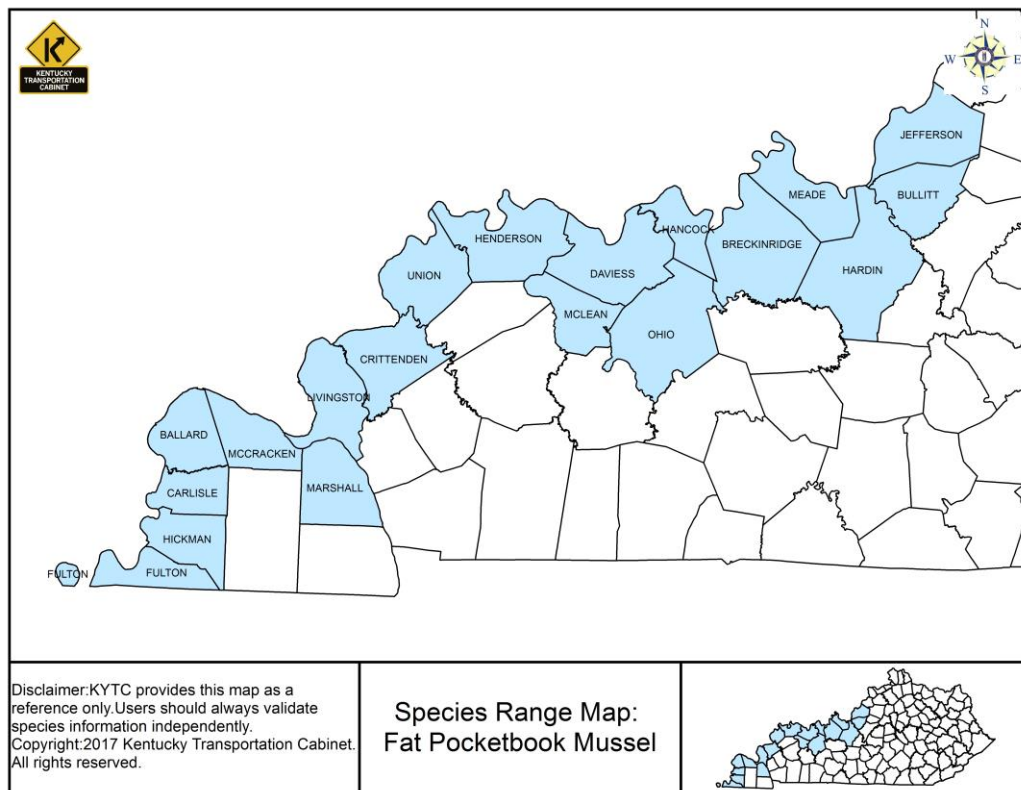 KENTUCKY
TRANSPORTATION
CABINET
N
W E
S
JEFFERSON
BULLITT
MEADE
HANCOCK
BRECKINRIDGE
HENDERSON
HARDIN
UNION
DAVIESS
MCLEAN
OHIO
CRITTENDEN
LIVINGSTON
BALLARD
MCCRACKEN
MARSHALL
CARLISLE
HICKMAN
FULTON
FULTON
Disclaimer:KYTC provides this map as a
reference only.Users should always validate
species information independently.
Copyright:2017 Kentucky Transportation Cabinet.
All rights reserved.
Species Range Map:
Fat Pocketbook Mussel